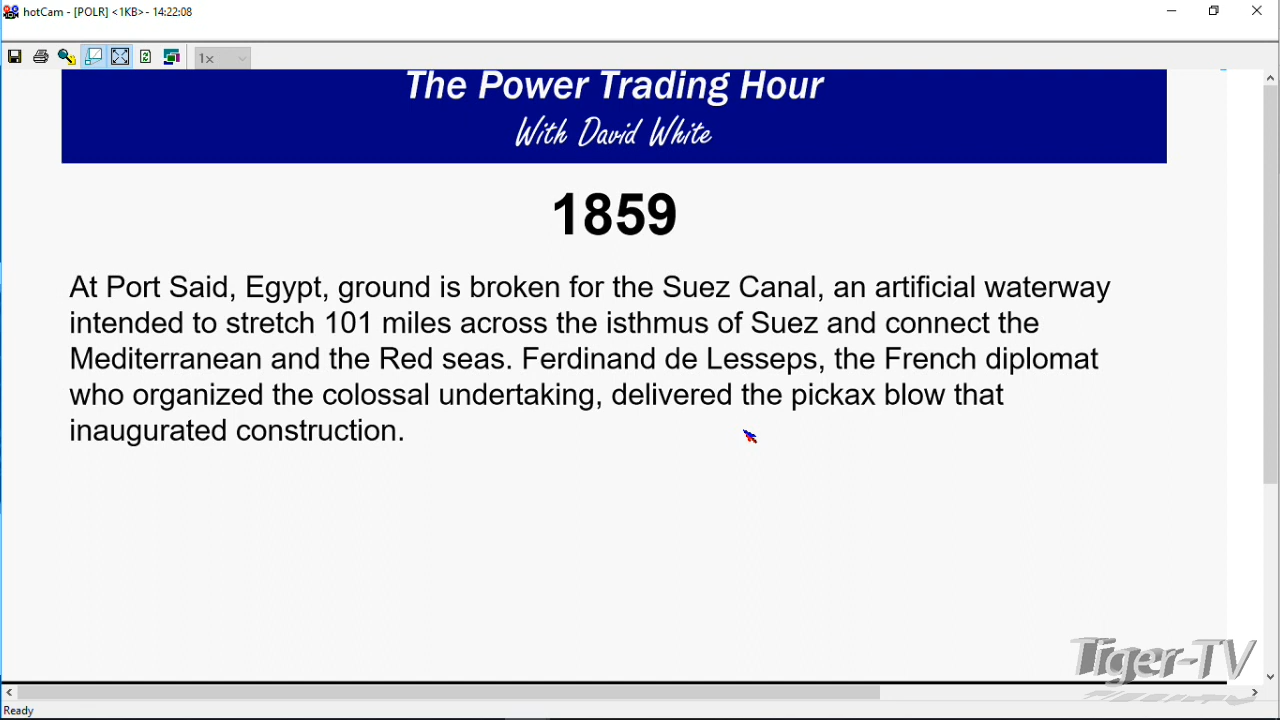 hotCam - [POLR] <1KB> - 14:22:08
1x
The Power Trading Hour
With David White
1859
At Port Said, Egypt, ground is broken for the Suez Canal, an artificial waterway
intended to stretch 101 miles across the isthmus of Suez and connect the
Mediterranean and the Red seas. Ferdinand de Lesseps, the French diplomat
who organized the colossal undertaking, delivered the pickax blow that
inaugurated construction.
Tiger-TV
Ready